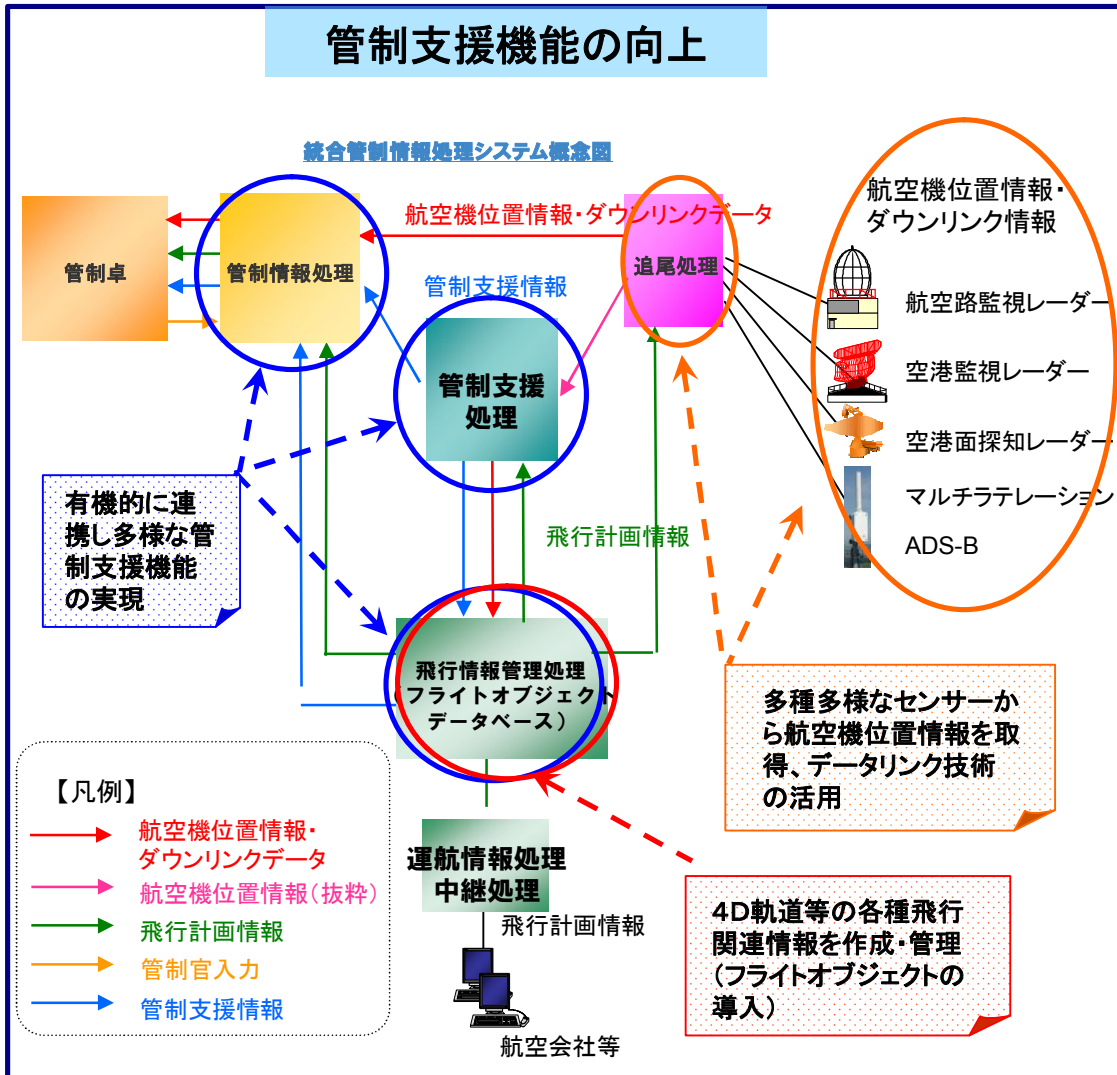 管制支援機能の向上
統合管制情報処理システム概念図
管制卓
管制情報処理
航空機位置情報・ダウンリンクデータ
追尾処理
管制支援情報
管制支援
処理
航空機位置情報・
ダウンリンク情報
航空路監視レーダー
空港監視レーダー
空港面探知レーダー
マルチラテレーション
ADS-B
有機的に連
携し多様な管
制支援機能
の実現
飛行計画情報
飛行情報管理処理
(フライトオブジェクト
データベース)
多種多様なセンサーか
ら航空機位置情報を取
得、データリンク技術
の活用
【凡例】
航空機位置情報・
ダウンリンクデータ
航空機位置情報(抜粋)
飛行計画情報
管制官入力
管制支援情報
運航情報処理
中継処理
飛行計画情報
航空会社等
4D軌道等の各種飛行
関連情報を作成・管理
(フライトオブジェクトの
導入)